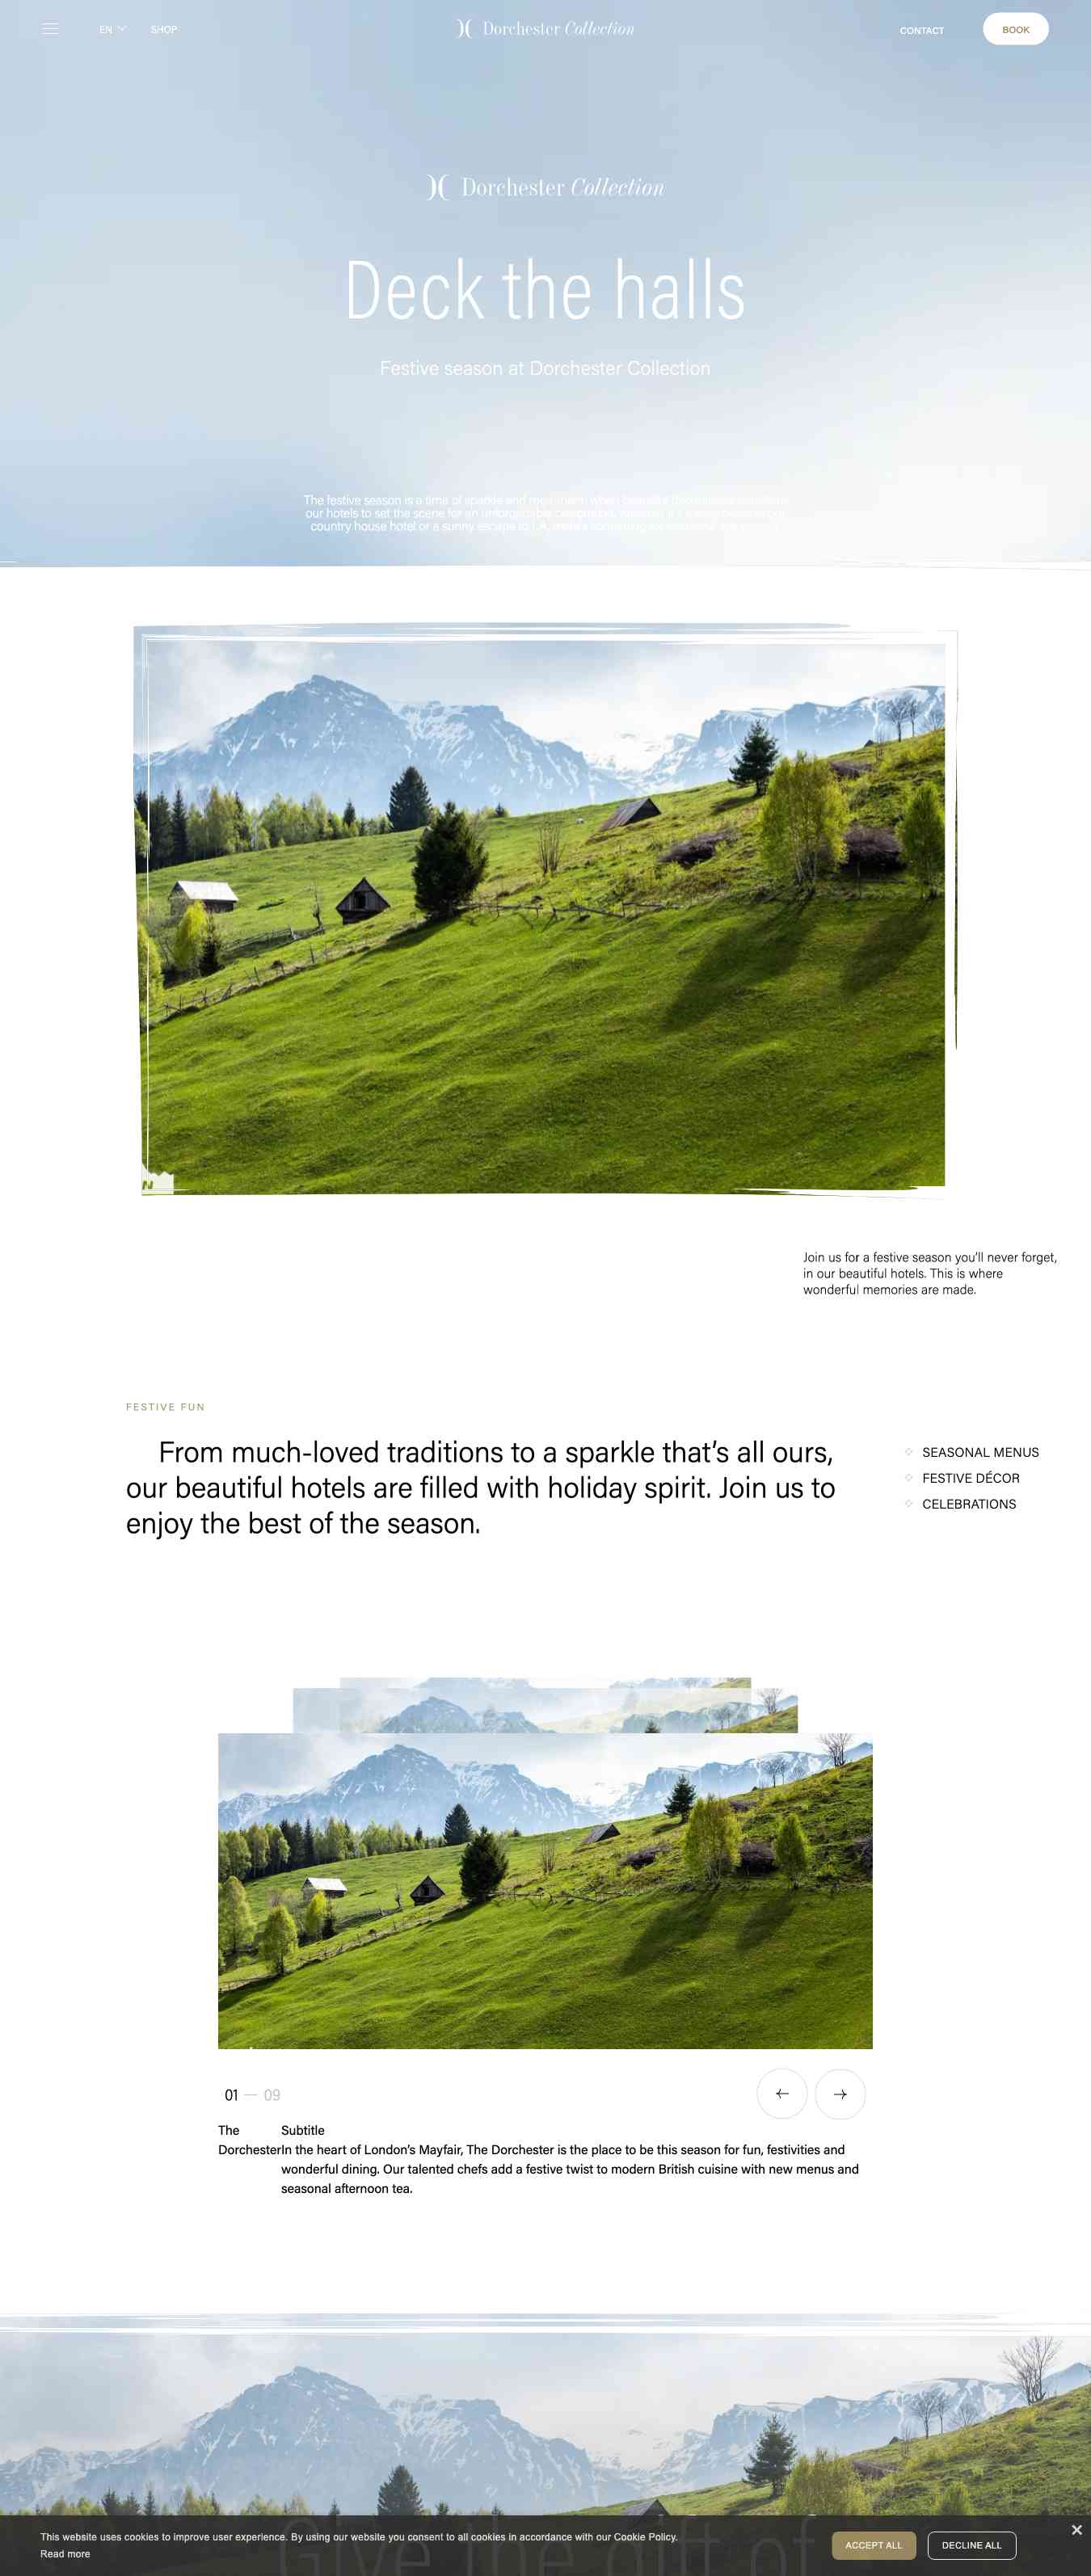 EN
SHOP
Dorchester Collection
CONTACT
BOOK
Dorchester Collection
Deck the halls
Festive season at Dorchester Collection
The festive season is a time of sparkle and merriment, when
our hotels to set the scene for an unforgettable
country house hotel or a sunny escape to L.A.
Join us for a festive season you'll never forget,
in our beautiful hotels. This is where
wonderful memories are made.
FESTIVE FUN
From much-loved traditions to a sparkle that's all ours,
our beautiful hotels are filled with holiday spirit. Join us to
enjoy the best of the season.
SEASONAL MENUS
FESTIVE DÉCOR
CELEBRATIONS
01 — 09
The
Dorchester
Subtitle
In the heart of London's Mayfair, The Dorchester is the place to be this season for fun, festivities and
wonderful dining. Our talented chefs add a festive twist to modern British cuisine with new menus and
seasonal afternoon tea.
Give the gift of
This website uses cookies to improve user experience. By using our website you consent to all cookies in accordance with our Cookie Policy.
Read more
ACCEPT ALL
DECLINE ALL